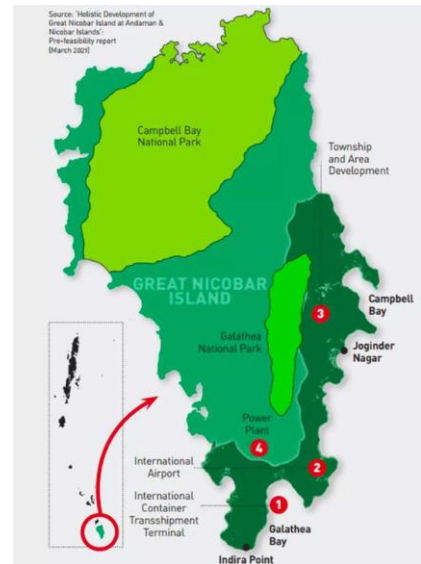 Source: 'Holistic Development of
Great Nicobar Island at Andaman &
Nicobar Islands':
Pre-feasibility report
(March 2021)
Campbell Bay
National Park
Township
and Area
Development
GREAT NICOBAR
ISLAND
Campbell
Bay
3
Galathea
National Park
Joginder
Nagar
Power
Plant
4
International
Airport
2
International
Container
Transshipment
Terminal
1
Galathea
Bay
Indira Point